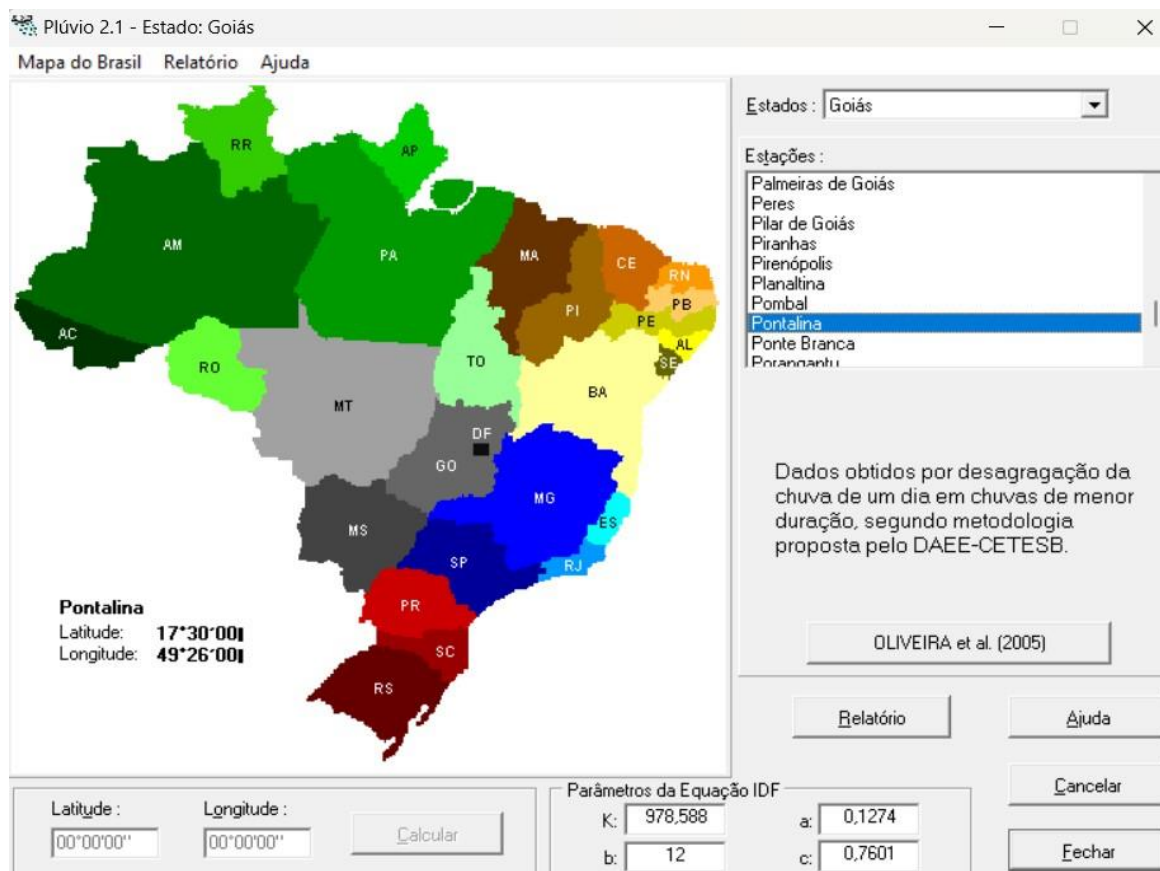 Plúvio 2.1 - Estado: Goiás
Mapa do Brasil Relatório Ajuda
RR
AP
AM
PA
MA
CE
RN
PB
PI
PE
AL
SE
AC
RO
TO
BA
MT
DF
GO
MG
ES
MS
SP
RJ
PR
SC
RS
Pontalina
Latitude: 17°30'00
Longitude: 49°26'00
Estados : Goiás
Estações :
Palmeiras de Goiás
Peres
Pilar de Goiás
Piranhas
Pirenópolis
Planaltina
Pombal
Pontalina
Ponte Branca
Porangantu
Dados obtidos por desagragação da
chuva de um dia em chuvas de menor
duração, segundo metodologia
proposta pelo DAEE-CETESB.
OLIVEIRA et al. (2005)
Relatório
Ajuda
Cancelar
Fechar
Latitude :
00°00'00"
Longitude :
00°00'00"
Calcular
Parâmetros da Equação IDF
K: 978,588 a: 0,1274
b: 12 c: 0,7601